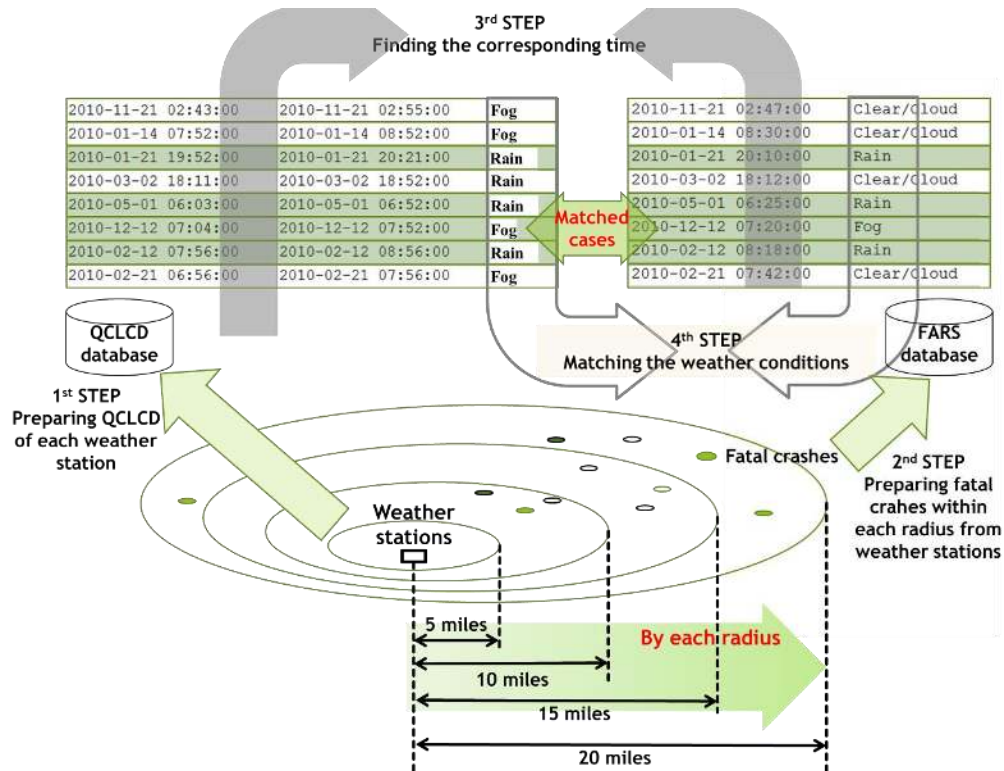 3rd STEP
Finding the corresponding time
2010-11-21 02:43:00 2010-11-21 02:55:00 Fog
2010-01-14 07:52:00 2010-01-14 08:52:00 Fog
2010-01-21 19:52:00 2010-01-21 20:21:00 Rain
2010-03-02 18:11:00 2010-03-02 18:52:00 Rain
2010-05-01 06:03:00 2010-05-01 06:52:00 Rain
2010-12-12 07:04:00 2010-12-12 07:52:00 Fog
2010-02-12 07:56:00 2010-02-12 08:56:00 Rain
2010-02-21 06:56:00 2010-02-21 07:56:00 Fog
Matched
cases
2010-11-21 02:47:00 Clear/Cloud
2010-01-14 08:30:00 Clear/Cloud
2010-01-21 20:10:00 Rain
2010-03-02 18:12:00 Clear/Cloud
2010-05-01 06:25:00 Rain
2010-12-12 07:20:00 Fog
2010-02-12 08:18:00 Rain
2010-02-21 07:42:00 Clear/Cloud
QCLCD
database
4th STEP
Matching the weather conditions
FARS
database
1st STEP
Preparing QCLCD
of each weather
station
Fatal crashes
2nd STEP
Preparing fatal
crahes within
each radius from
weather stations
Weather
stations
5 miles
By each radius
10 miles
15 miles
20 miles